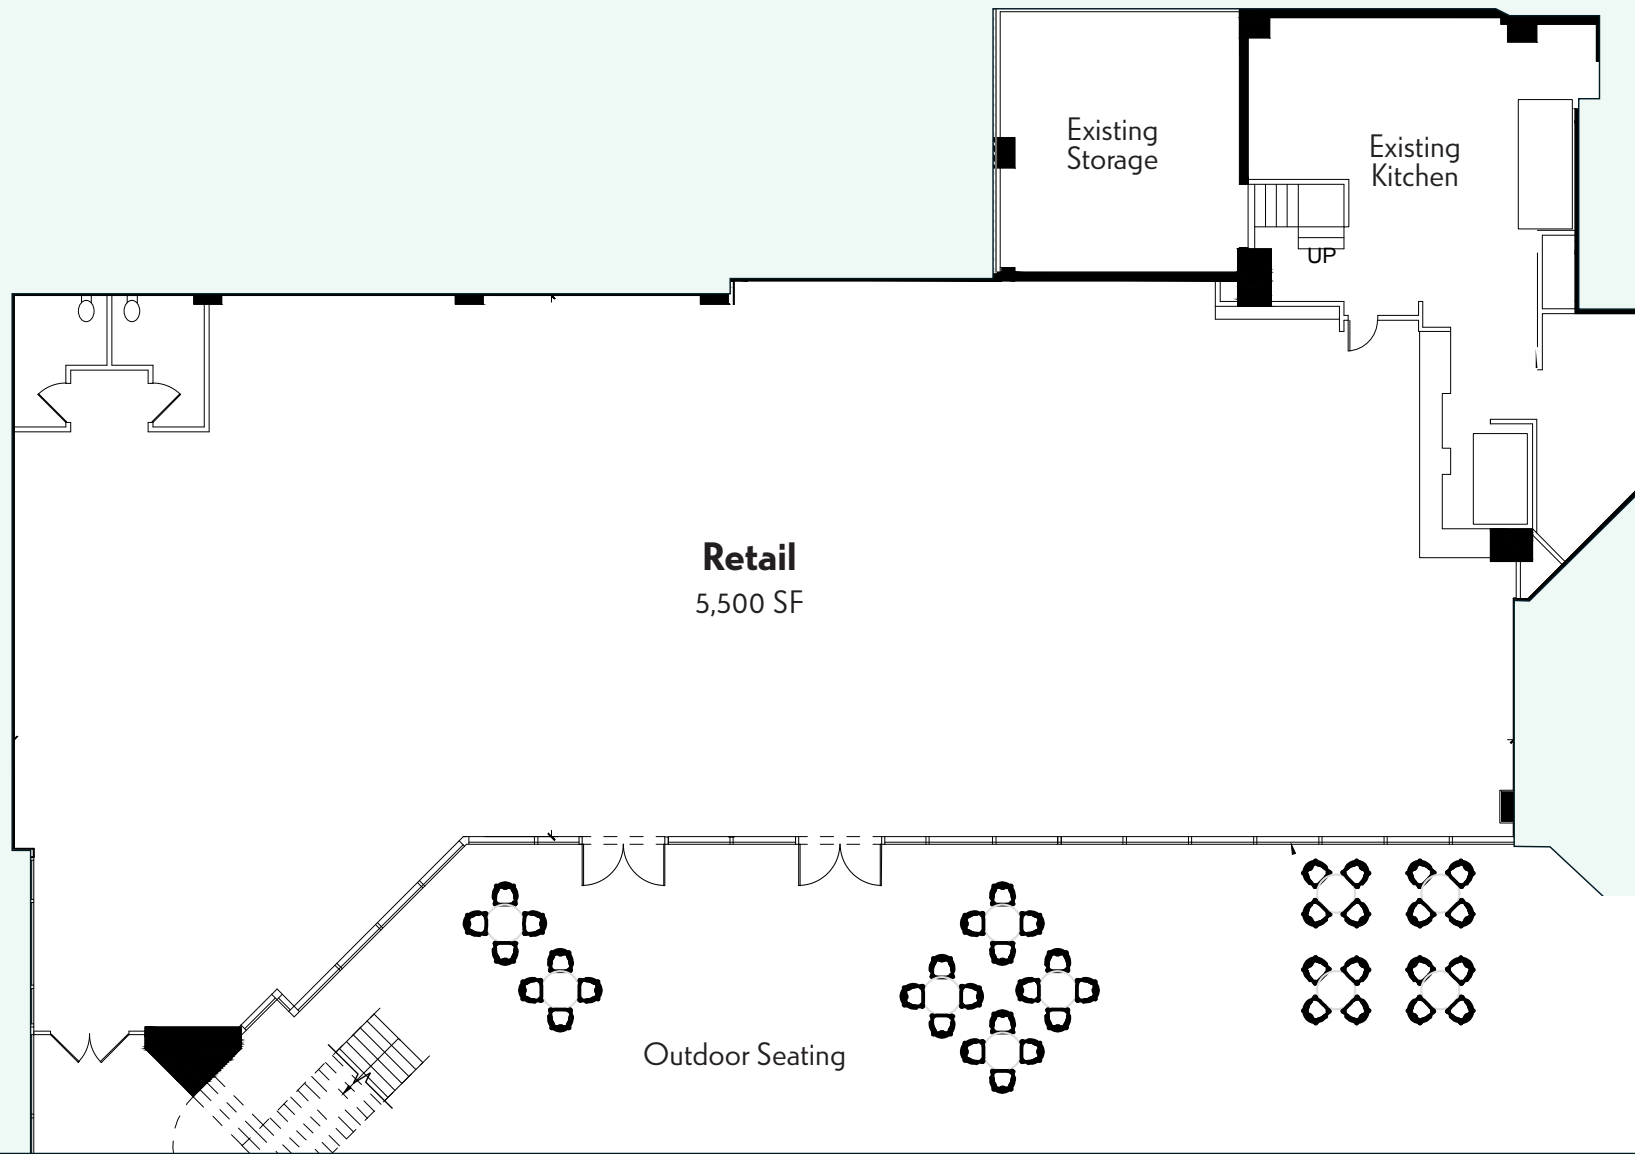 Existing
Storage
Existing
Kitchen
UP
Retail
5,500 SF
Outdoor Seating